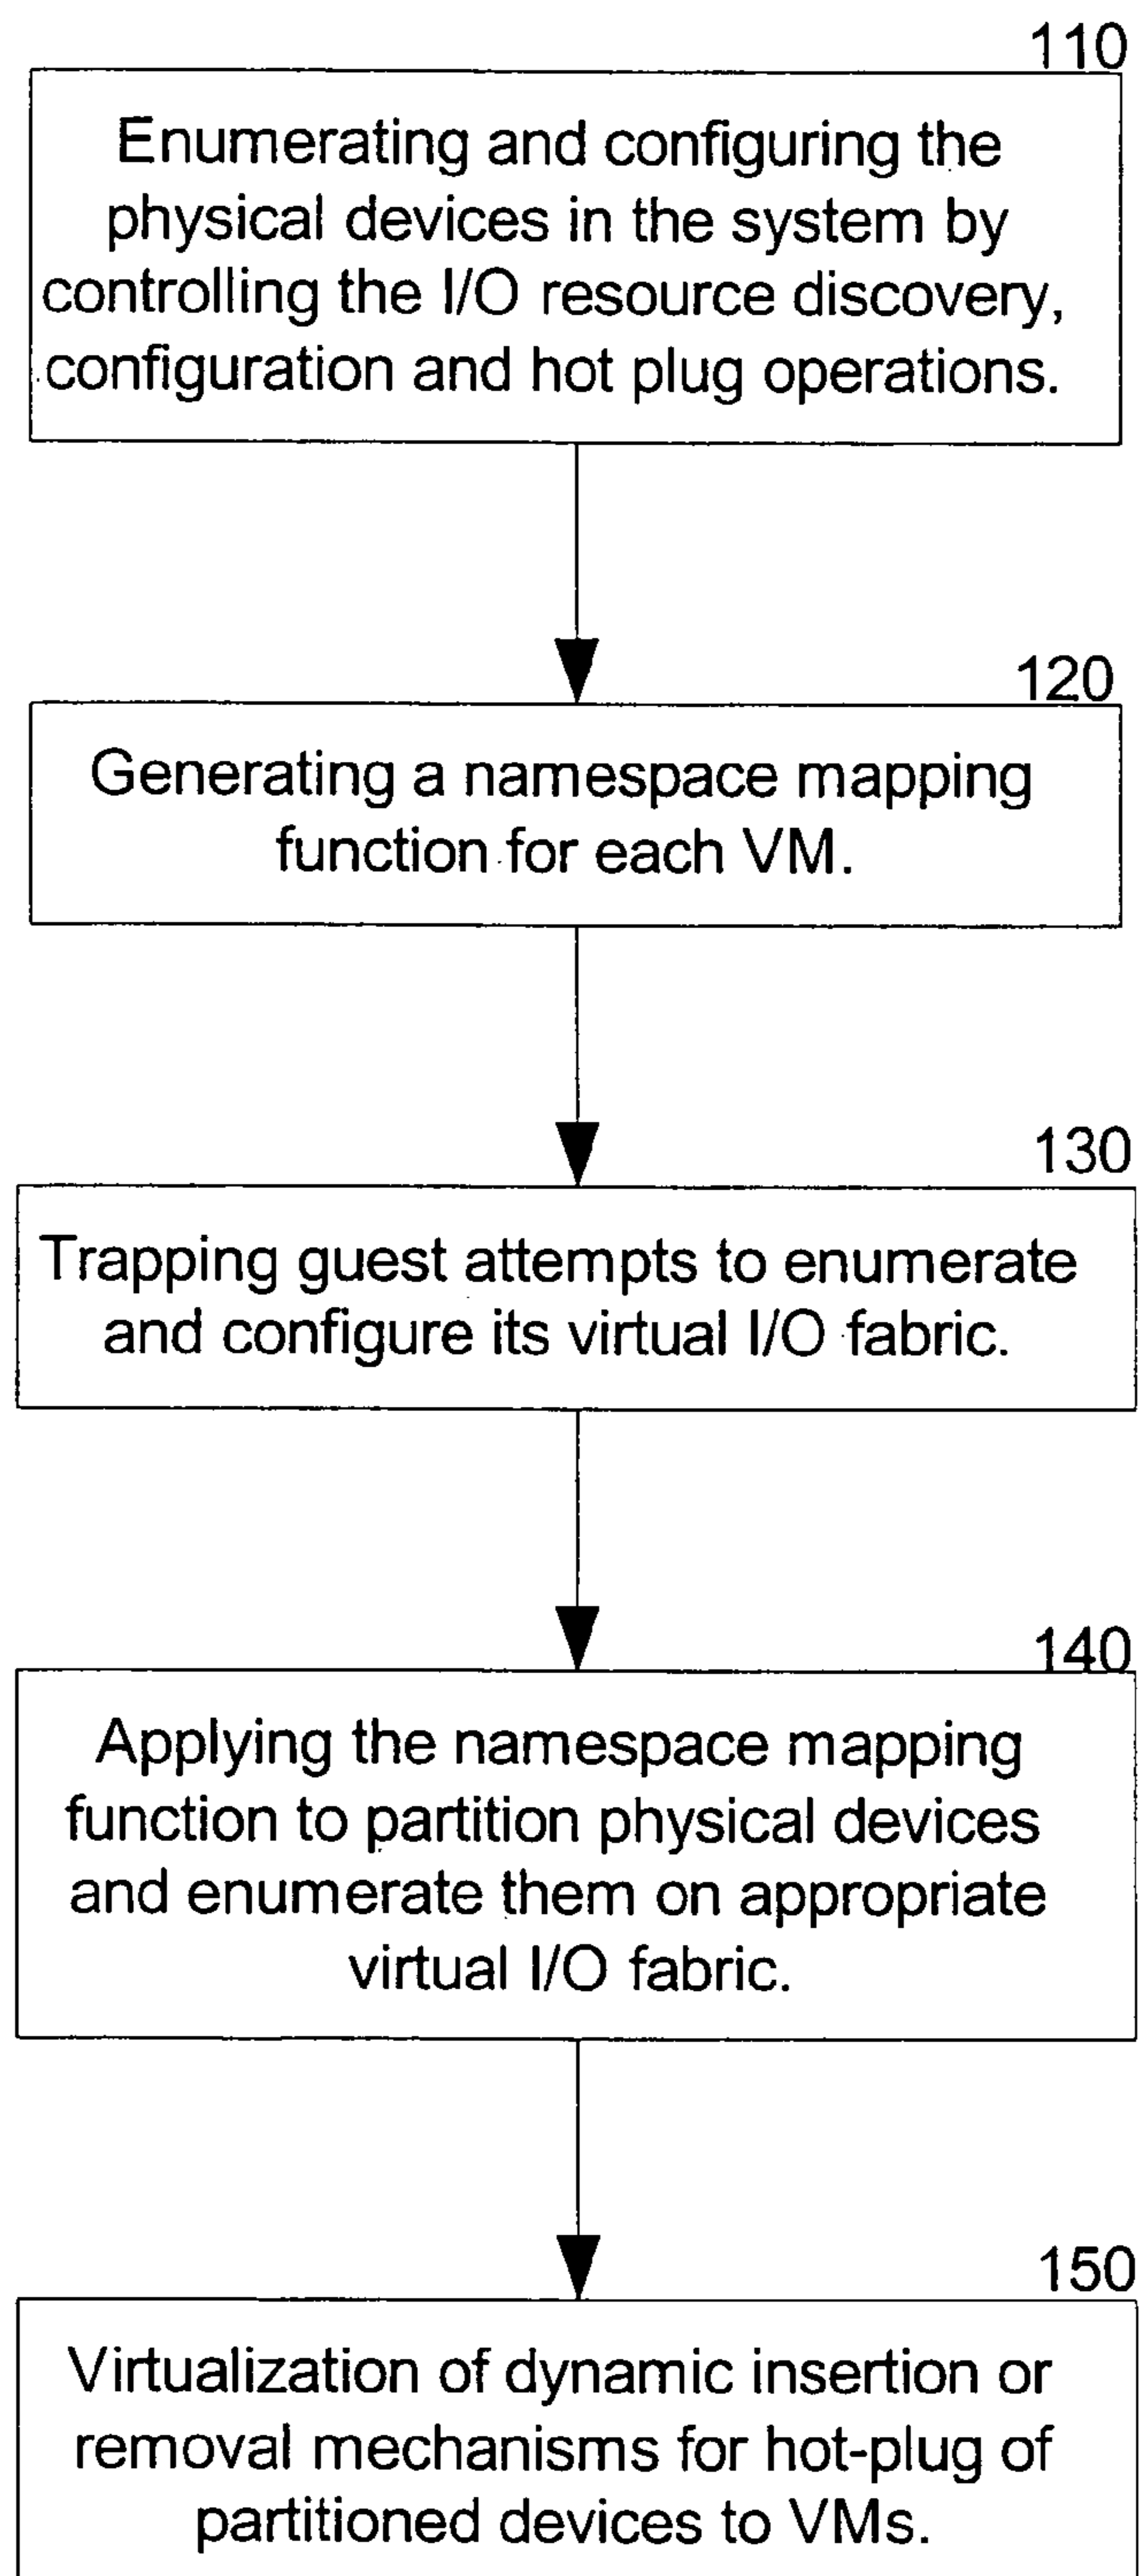 110
Enumerating and configuring the
physical devices in the system by
controlling the I/O resource discovery,
configuration and hot plug operations.
120
Generating a namespace mapping
function for each VM.
130
Trapping guest attempts to enumerate
and configure its virtual I/O fabric.
140
Applying the namespace mapping
function to partition physical devices
and enumerate them on appropriate
virtual I/O fabric.
150
Virtualization of dynamic insertion or
removal mechanisms for hot-plug of
partitioned devices to VMs.